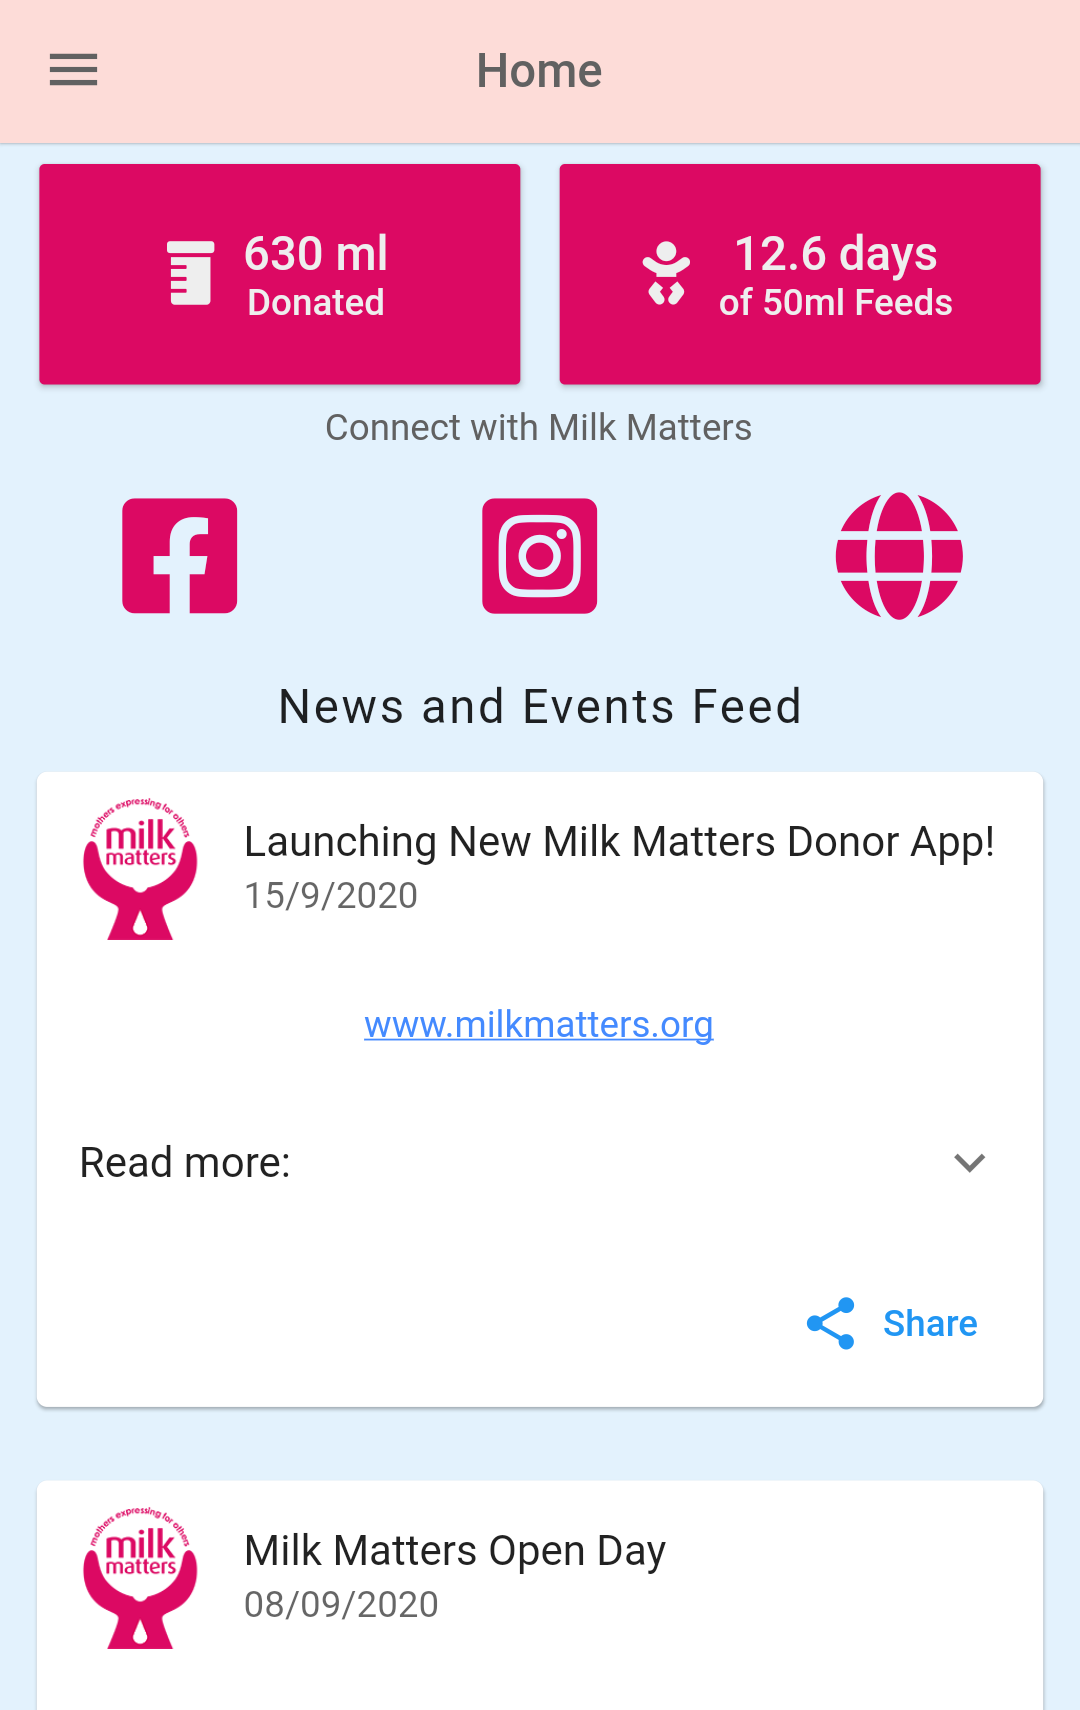 Home
630 ml
Donated
12.6 days
of 50ml Feeds
Connect with Milk Matters
News and Events Feed
mothers expressing for others
milk
matters
Launching New Milk Matters Donor App!
15/9/2020
www.milkmatters.org
Read more:
Share
mothers expressing for others
milk
matters
Milk Matters Open Day
08/09/2020